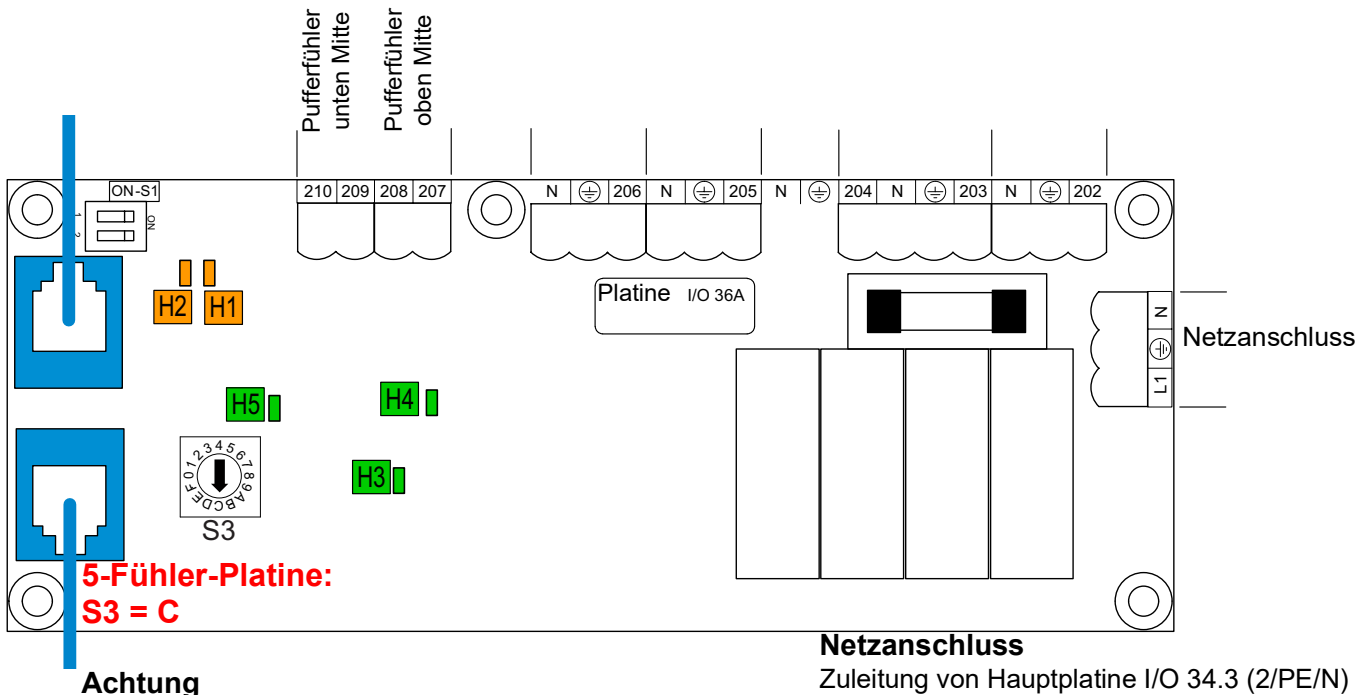 Pufferfühler
unten Mitte
Pufferfühler
oben Mitte
ON-S1
210 209 208 207
N 206 N 205 N 204 N 203 N 202
1
2
ON
H2 H1
Platine I/O 36A
N
L1
Netzanschluss
H5
H4
H3
0123456789ABCDEF
S3
5-Fühler-Platine:
S3 = C
Netzanschluss
Zuleitung von Hauptplatine I/O 34.3 (2/PE/N)
Achtung